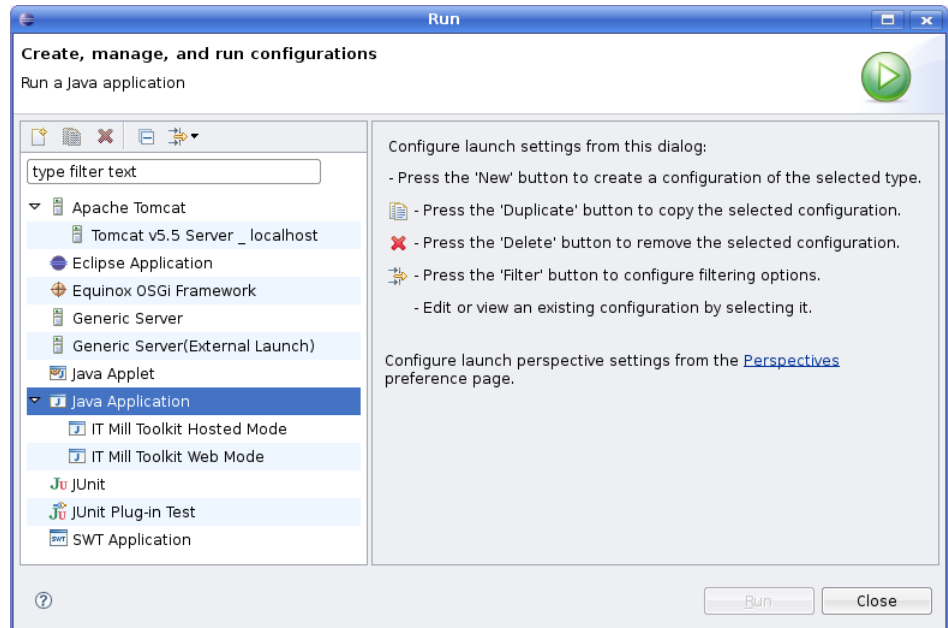 Run
Create, manage, and run configurations
Run a Java application
type filter text
Apache Tomcat
Tomcat v5.5 Server _ localhost
Eclipse Application
Equinox OSGi Framework
Generic Server
Generic Server(External Launch)
Java Applet
Java Application
IT Mill Toolkit Hosted Mode
IT Mill Toolkit Web Mode
Ju JUnit
Ju JUnit Plug-in Test
SWT SWT Application
Configure launch settings from this dialog:
- Press the 'New' button to create a configuration of the selected type.
- Press the 'Duplicate' button to copy the selected configuration.
- Press the 'Delete' button to remove the selected configuration.
- Press the 'Filter' button to configure filtering options.
- Edit or view an existing configuration by selecting it.
Configure launch perspective settings from the Perspectives
preference page.
Run
Close